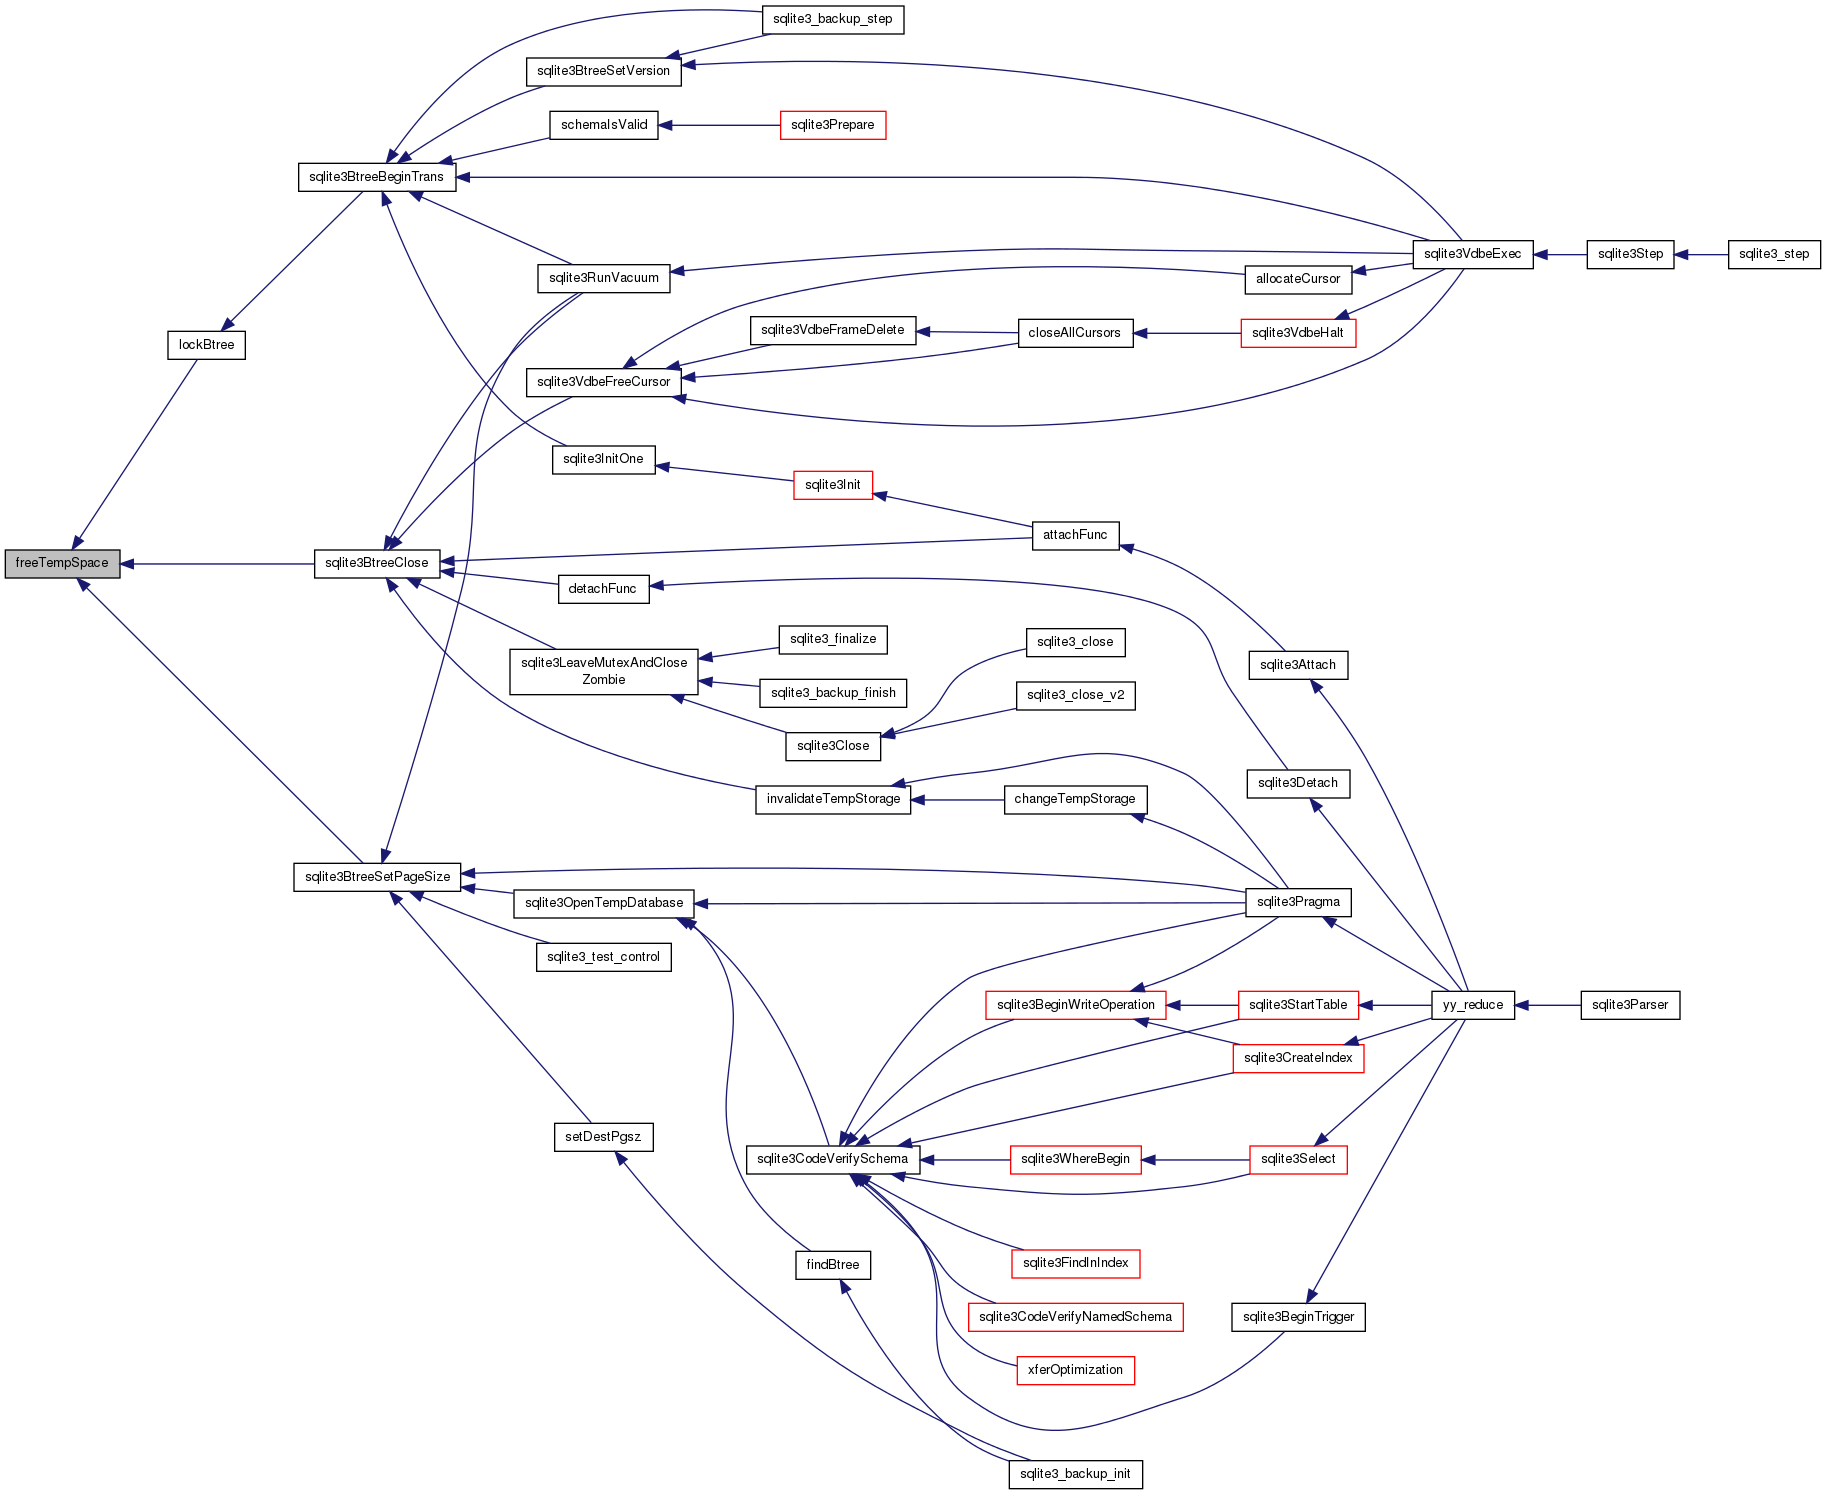 sqlite3_backup_step
sqlite3BtreeSetVersion
schemaIsValid
sqlite3Prepare
sqlite3BtreeBeginTrans
sqlite3VdbeExec
sqlite3Step
sqlite3_step
sqlite3RunVacuum
allocateCursor
sqlite3VdbeFrameDelete
closeAllCursors
sqlite3VdbeHalt
lockBtree
sqlite3VdbeFreeCursor
sqlite3InitOne
sqlite3Init
attachFunc
freeTempSpace
sqlite3BtreeClose
detachFunc
sqlite3_finalize
sqlite3_close
sqlite3LeaveMutexAndClose
Zombie
sqlite3Attach
sqlite3_backup_finish
sqlite3_close_v2
sqlite3Close
sqlite3Detach
invalidateTempStorage
changeTempStorage
sqlite3BtreeSetPageSize
sqlite3OpenTempDatabase
sqlite3Pragma
sqlite3_test_control
sqlite3BeginWriteOperation
sqlite3StartTable
yy_reduce
sqlite3Parser
sqlite3CreateIndex
setDestPgsz
sqlite3CodeVerifySchema
sqlite3WhereBegin
sqlite3Select
findBtree
sqlite3FindInIndex
sqlite3CodeVerifyNamedSchema
sqlite3BeginTrigger
xferOptimization
sqlite3_backup_init